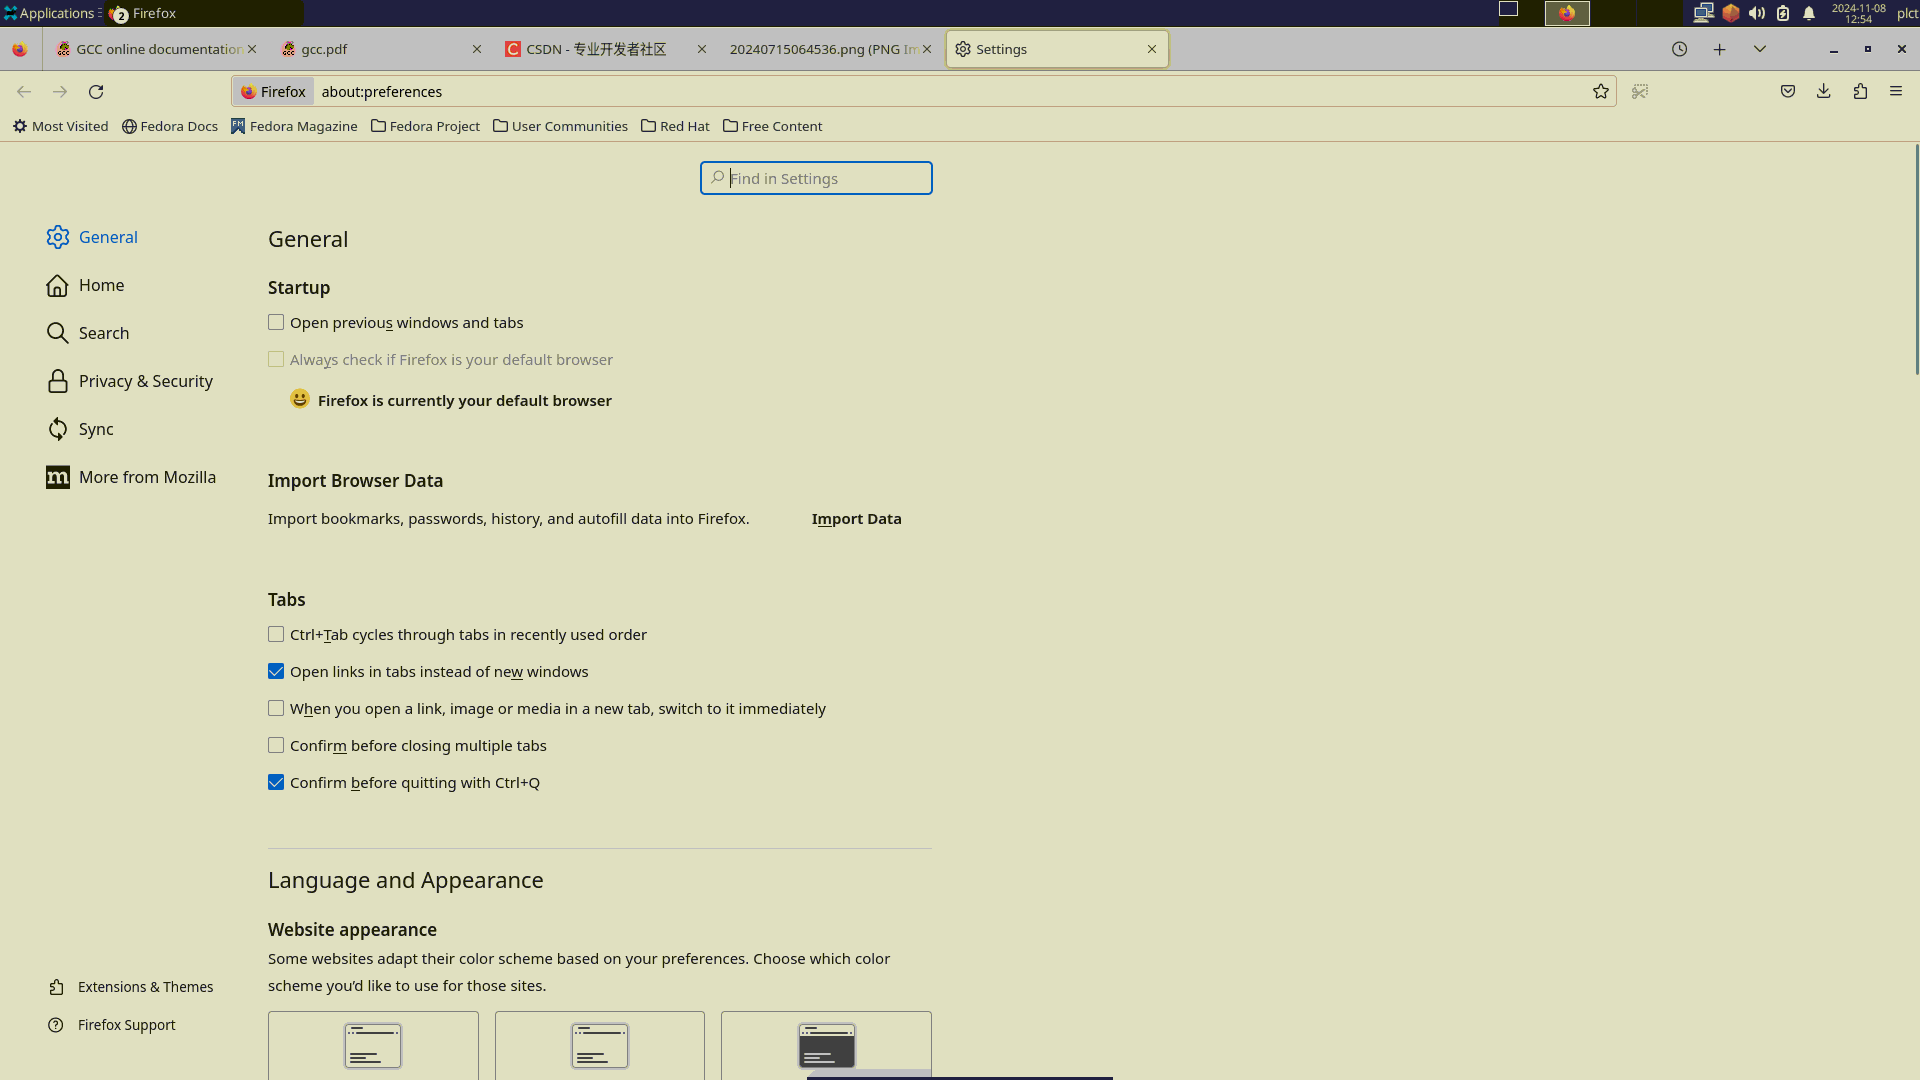 Applications
2 Firefox
2024-11-08
12:54
plct
GCC online documentation
gcc.pdf
CSDN - 专业开发者社区
20240715064536.png (PNG Im
Settings
Firefox
about:preferences
Most Visited
Fedora Docs
Fedora Magazine
Fedora Project
User Communities
Red Hat
Free Content
Find in Settings
General
Home
Search
Privacy & Security
Sync
More from Mozilla
General
Startup
Open previous windows and tabs
Always check if Firefox is your default browser
Firefox is currently your default browser
Import Browser Data
Import bookmarks, passwords, history, and autofill data into Firefox.
Import Data
Tabs
Ctrl+Tab cycles through tabs in recently used order
Open links in tabs instead of new windows
When you open a link, image or media in a new tab, switch to it immediately
Confirm before closing multiple tabs
Confirm before quitting with Ctrl+Q
Language and Appearance
Website appearance
Some websites adapt their color scheme based on your preferences. Choose which color
scheme you’d like to use for those sites.
Extensions & Themes
Firefox Support